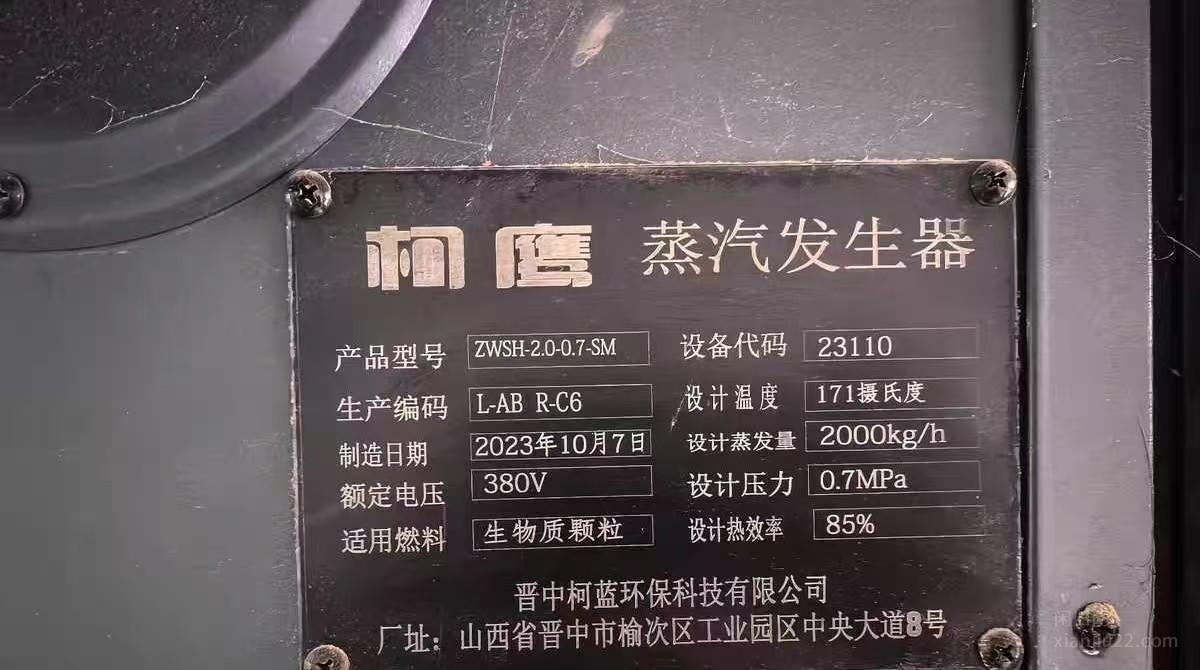 柯鹰 蒸汽发生器
产品型号 ZWSH-2.0-0.7-SM 设备代码 23110
生产编码 L-AB R-C6 设计温度 171摄氏度
制造日期 2023年10月7日 设计蒸发量 2000kg/h
额定电压 380V 设计压力 0.7MPa
适用燃料 生物质颗粒 设计热效率 85%
晋中柯蓝环保科技有限公司
厂址：山西省晋中市榆次区工业园区中央大道8号